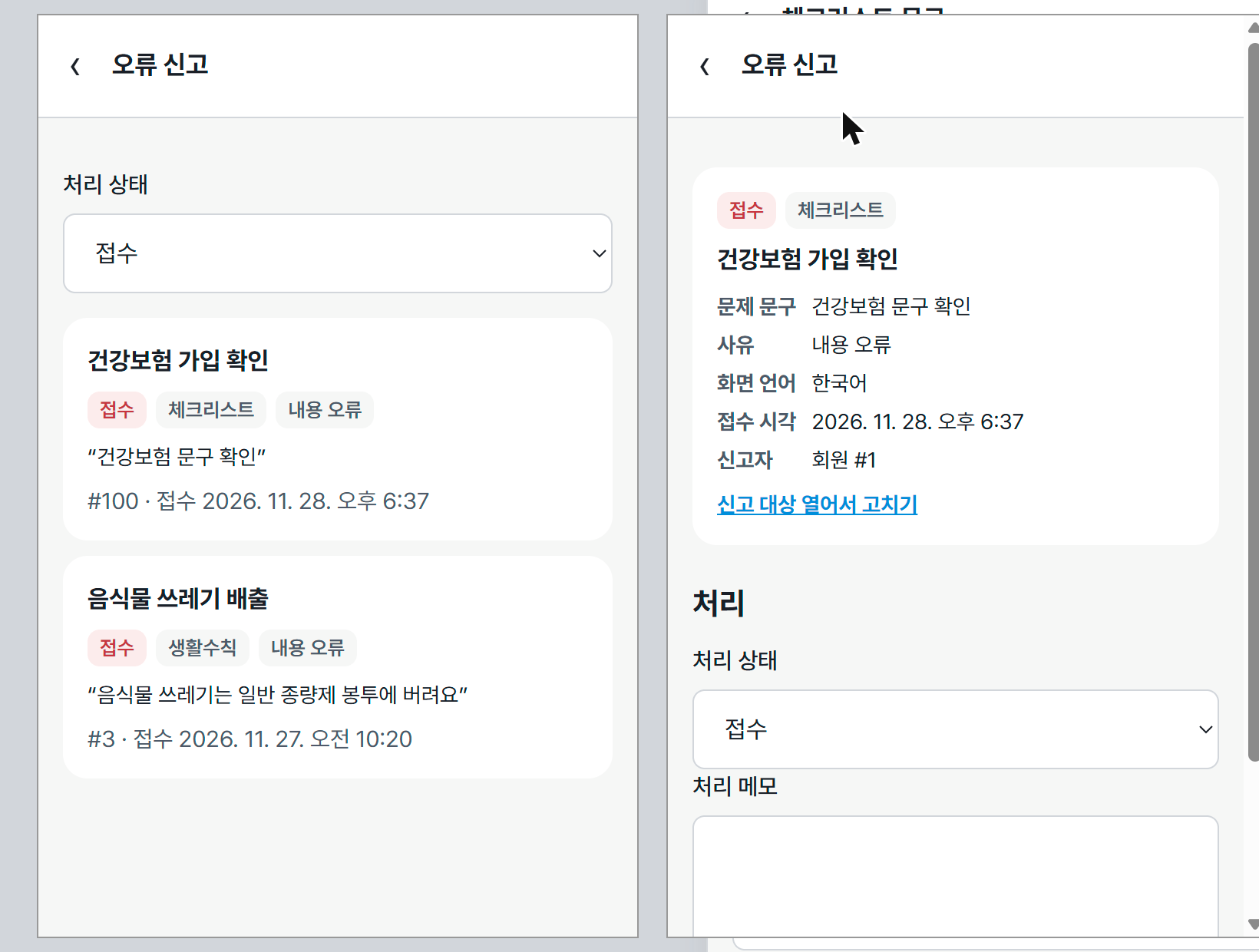 오류 신고
처리 상태
접수
건강보험 가입 확인
접수 체크리스트 내용 오류
“건강보험 문구 확인”
#100 · 접수 2026. 11. 28. 오후 6:37
음식물 쓰레기 배출
접수 생활수칙 내용 오류
“음식물 쓰레기는 일반 종량제 봉투에 버려요”
#3 · 접수 2026. 11. 27. 오전 10:20
체크리스트 문구
오류 신고
접수 체크리스트
건강보험 가입 확인
문제 문구 건강보험 문구 확인
사유 내용 오류
화면 언어 한국어
접수 시각 2026. 11. 28. 오후 6:37
신고자 회원 #1
신고 대상 열어서 고치기
처리
처리 상태
접수
처리 메모